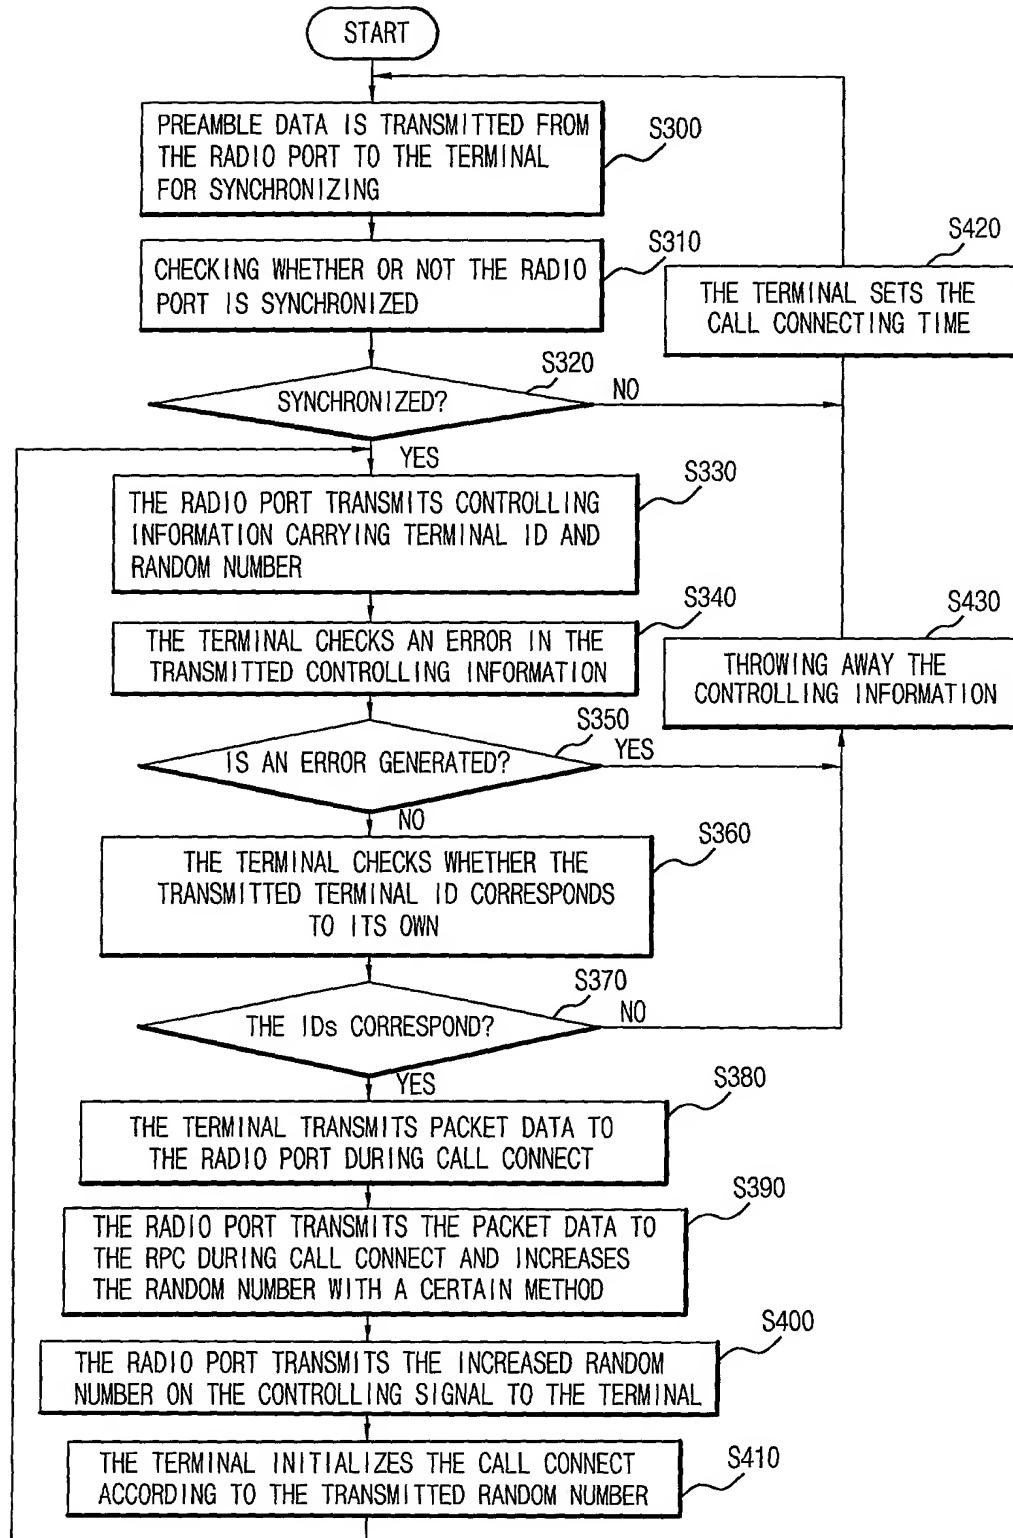 START
PREAMBLE DATA IS TRANSMITTED FROM
THE RADIO PORT TO THE TERMINAL
FOR SYNCHRONIZING
S300
CHECKING WHETHER OR NOT THE RADIO
PORT IS SYNCHRONIZED
S310
S420
THE TERMINAL SETS THE
CALL CONNECTING TIME
S320
SYNCHRONIZED?
NO
YES
S330
THE RADIO PORT TRANSMITS CONTROLLING
INFORMATION CARRYING TERMINAL ID AND
RANDOM NUMBER
S340
THE TERMINAL CHECKS AN ERROR IN THE
TRANSMITTED CONTROLLING INFORMATION
S430
THROWING AWAY THE
CONTROLLING INFORMATION
S350
IS AN ERROR GENERATED?
YES
NO
S360
THE TERMINAL CHECKS WHETHER THE
TRANSMITTED TERMINAL ID CORRESPONDS
TO ITS OWN
S370
THE IDs CORRESPOND?
NO
YES
S380
THE TERMINAL TRANSMITS PACKET DATA TO
THE RADIO PORT DURING CALL CONNECT
S390
THE RADIO PORT TRANSMITS THE PACKET DATA TO
THE RPC DURING CALL CONNECT AND INCREASES
THE RANDOM NUMBER WITH A CERTAIN METHOD
S400
THE RADIO PORT TRANSMITS THE INCREASED RANDOM
NUMBER ON THE CONTROLLING SIGNAL TO THE TERMINAL
S410
THE TERMINAL INITIALIZES THE CALL CONNECT
ACCORDING TO THE TRANSMITTED RANDOM NUMBER